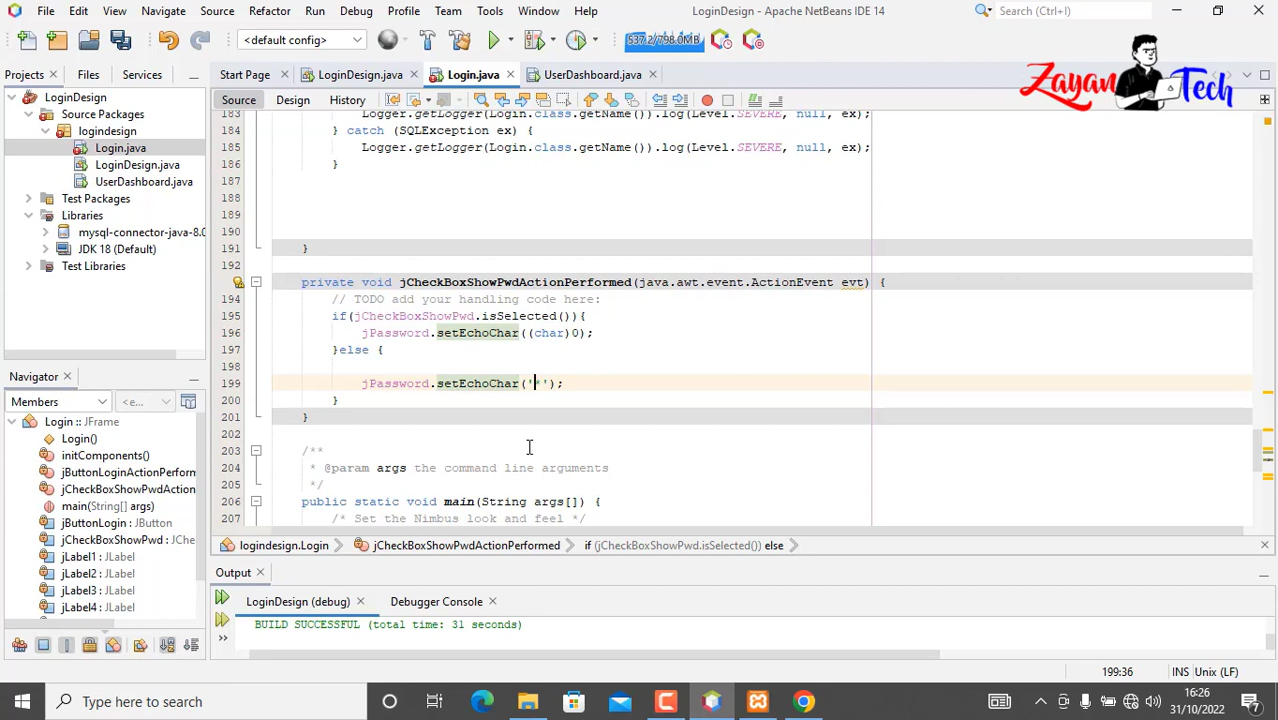 File Edit View Navigate Source Refactor Run Debug Profile Team Tools Window Help
LoginDesign - Apache NetBeans IDE 14
Search (Ctrl+I)
<default config>
537.2/798.0MB
Zayan Tech
Projects Files Services
Start Page LoginDesign.java Login.java UserDashboard.java
Source Design History
LoginDesign
Source Packages
logindesign
Login.java
LoginDesign.java
UserDashboard.java
Test Packages
Libraries
mysql-connector-java-8.0
JDK 18 (Default)
Test Libraries
183 Logger.getLogger(Login.class.getName()).log(Level.SEVERE, null, ex);
184 } catch (SQLException ex) {
185 Logger.getLogger(Login.class.getName()).log(Level.SEVERE, null, ex);
186 }
187
188
189
190
191 }
192
private void jCheckBoxShowPwdActionPerformed(java.awt.event.ActionEvent evt) {
194 // TODO add your handling code here:
195 if(jCheckBoxShowPwd.isSelected()){
196 jPassword.setEchoChar((char)0);
197 }else {
198
199 jPassword.setEchoChar('*');
200 }
201 }
202
203 /**
204 * @param args the command line arguments
205 */
206 public static void main(String args[]) {
207 /* Set the Nimbus look and feel */
Navigator
Members <e...
Login :: JFrame
Login()
initComponents()
jButtonLoginActionPerform
jCheckBoxShowPwdAction
main(String[] args)
jButtonLogin : JButton
jCheckBoxShowPwd : JChe
jLabel1 : JLabel
jLabel2 : JLabel
jLabel3 : JLabel
jLabel4 : JLabel
logindesign.Login jCheckBoxShowPwdActionPerformed if (jCheckBoxShowPwd.isSelected()) else
Output
LoginDesign (debug) Debugger Console
BUILD SUCCESSFUL (total time: 31 seconds)
199:36 INS Unix (LF)
Type here to search
16:26
31/10/2022
7